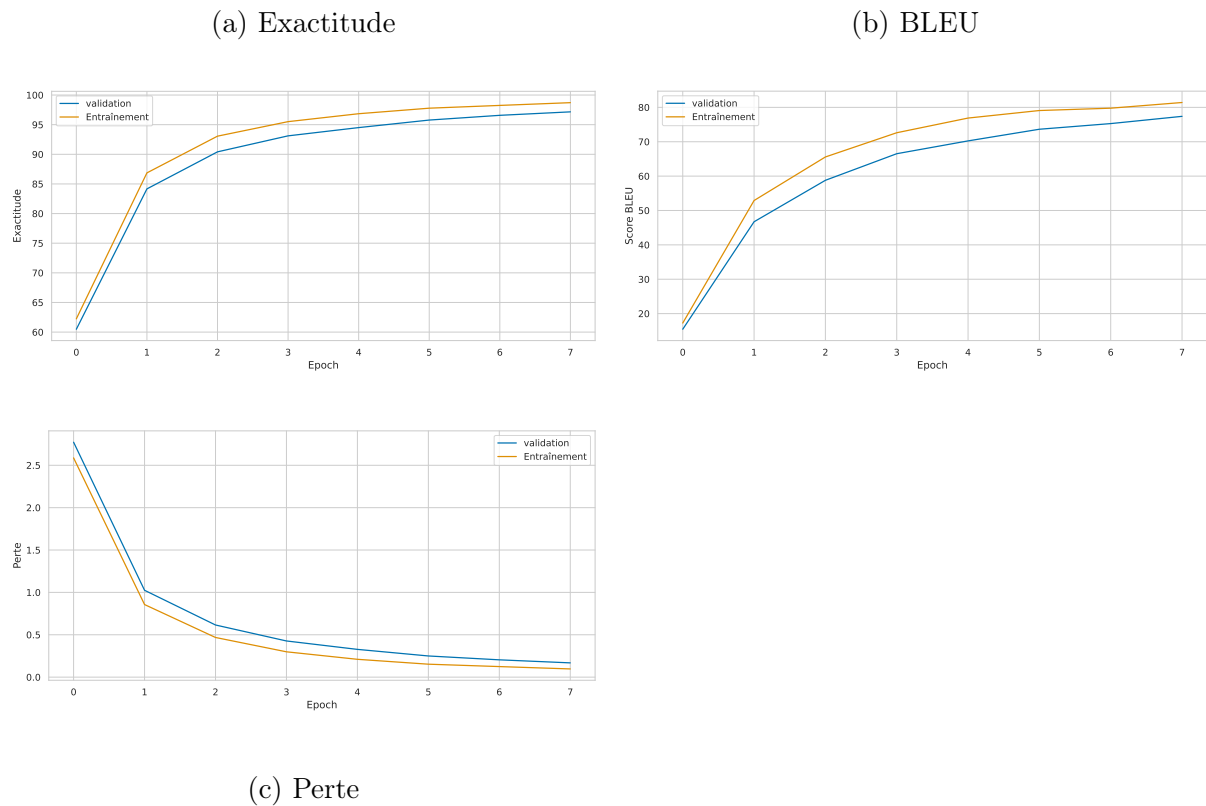 (a) Exactitude
(b) BLEU
validation
Entraînement
100
95
90
85
80
75
70
65
60
Exactitude
0 1 2 3 4 5 6 7
Epoch
validation
Entraînement
80
70
60
50
40
30
20
Score BLEU
0 1 2 3 4 5 6 7
Epoch
validation
Entraînement
2.5
2.0
1.5
1.0
0.5
0.0
Perte
0 1 2 3 4 5 6 7
Epoch
(c) Perte